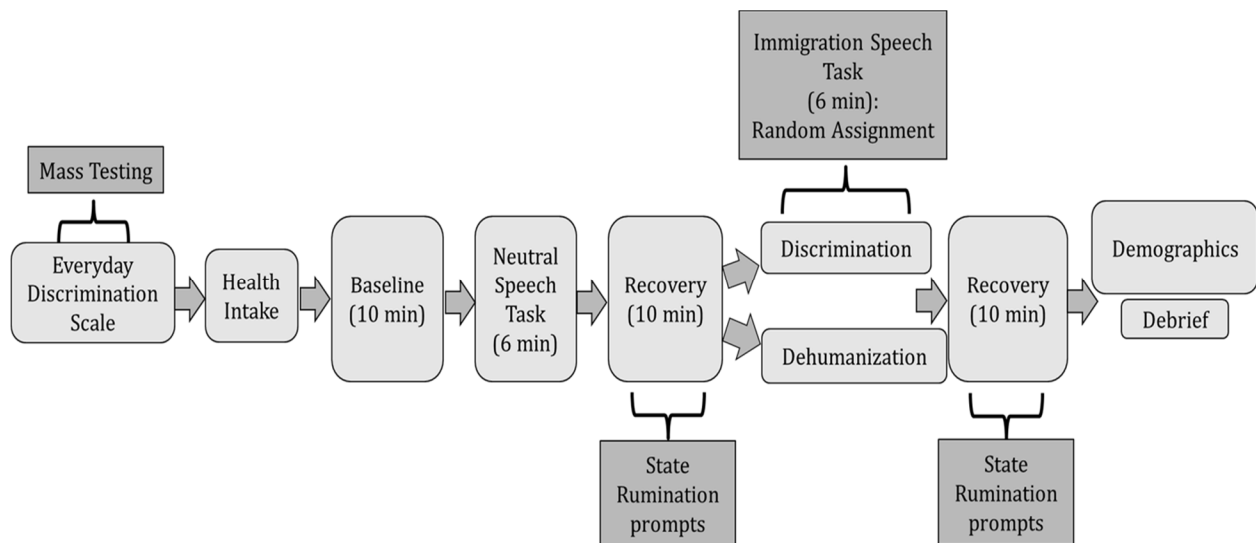 Immigration Speech
Task
(6 min):
Random Assignment
Mass Testing
Everyday
Discrimination
Scale
Health
Intake
Baseline
(10 min)
Neutral
Speech
Task
(6 min)
Recovery
(10 min)
State
Rumination
prompts
Discrimination
Dehumanization
Recovery
(10 min)
State
Rumination
prompts
Demographics
Debrief